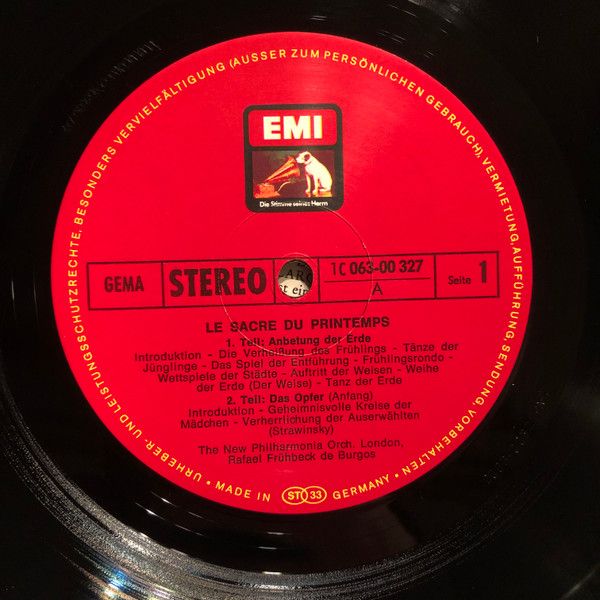 URHEBER- UND LEISTUNGSSCHUTZRECHTE, BESONDERS VERVIELFÄLTIGUNG (AUSSER ZUM PERSÖNLICHEN GEBRAUCH), VERMIETUNG, AUFFÜHRUNG, SENDUNG, VORBEHALTEN •
EMI
Die Stimme seines Herrn
GEMA
STEREO
1 C 063-00 327
A
Seite 1
LE SACRE DU PRINTEMPS
1. Teil: Anbetung der Erde
Introduktion - Die Verheißung des Frühlings - Tänze der
Jünglinge - Das Spiel der Entführung - Frühlingsrondo -
Wettspiele der Städte - Auftritt der Weisen - Weihe
der Erde (Der Weise) - Tanz der Erde
2. Teil: Das Opfer (Anfang)
Introduktion - Geheimnisvolle Kreise der
Mädchen - Verherrlichung der Auserwählten
(Strawinsky)
The New Philharmonia Orch. London,
Rafael Frühbeck de Burgos
• MADE IN ST 33 GERMANY •